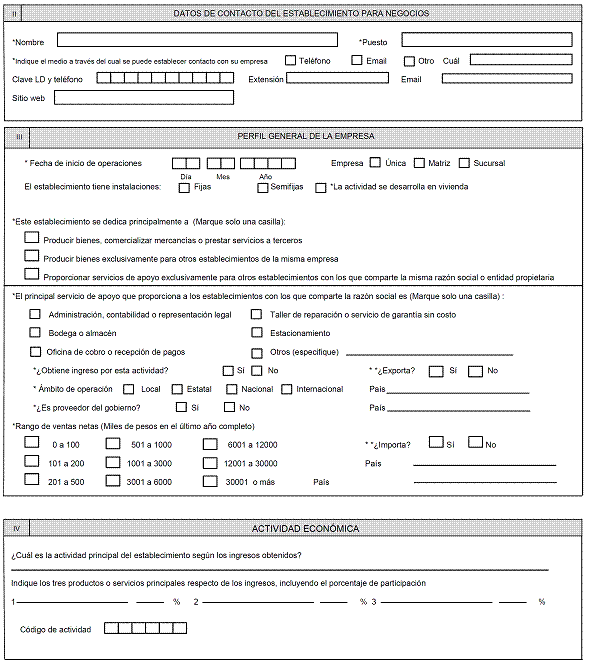 II DATOS DE CONTACTO DEL ESTABLECIMIENTO PARA NEGOCIOS
*Nombre *Puesto
*Indique el medio a través del cual se puede establecer contacto con su empresa Teléfono Email Otro Cuál
Clave LD y teléfono Extensión Email
Sitio web
III PERFIL GENERAL DE LA EMPRESA
* Fecha de inicio de operaciones Empresa Única Matriz Sucursal
Día Mes Año
El establecimiento tiene instalaciones: Fijas Semifijas *La actividad se desarrolla en vivienda
*Este establecimiento se dedica principalmente a (Marque solo una casilla):
Producir bienes, comercializar mercancías o prestar servicios a terceros
Producir bienes exclusivamente para otros establecimientos de la misma empresa
Proporcionar servicios de apoyo exclusivamente para otros establecimientos con los que comparte la misma razón social o entidad propietaria
*El principal servicio de apoyo que proporciona a los establecimientos con los que comparte la razón social es (Marque solo una casilla) :
Administración, contabilidad o representación legal Taller de reparación o servicio de garantía sin costo
Bodega o almacén Estacionamiento
Oficina de cobro o recepción de pagos Otros (especifique)
*¿Obtiene ingreso por esta actividad? Sí No * *¿Exporta? Sí No
* Ámbito de operación Local Estatal Nacional Internacional País
*¿Es proveedor del gobierno? Sí No País
*Rango de ventas netas (Miles de pesos en el último año completo)
0 a 100 501 a 1000 6001 a 12000 * *¿Importa? Sí No
101 a 200 1001 a 3000 12001 a 30000 País
201 a 500 3001 a 6000 30001 o más País
IV ACTIVIDAD ECONÓMICA
¿Cuál es la actividad principal del establecimiento según los ingresos obtenidos?
Indique los tres productos o servicios principales respecto de los ingresos, incluyendo el porcentaje de participación
1 % 2 % 3 %
Código de actividad